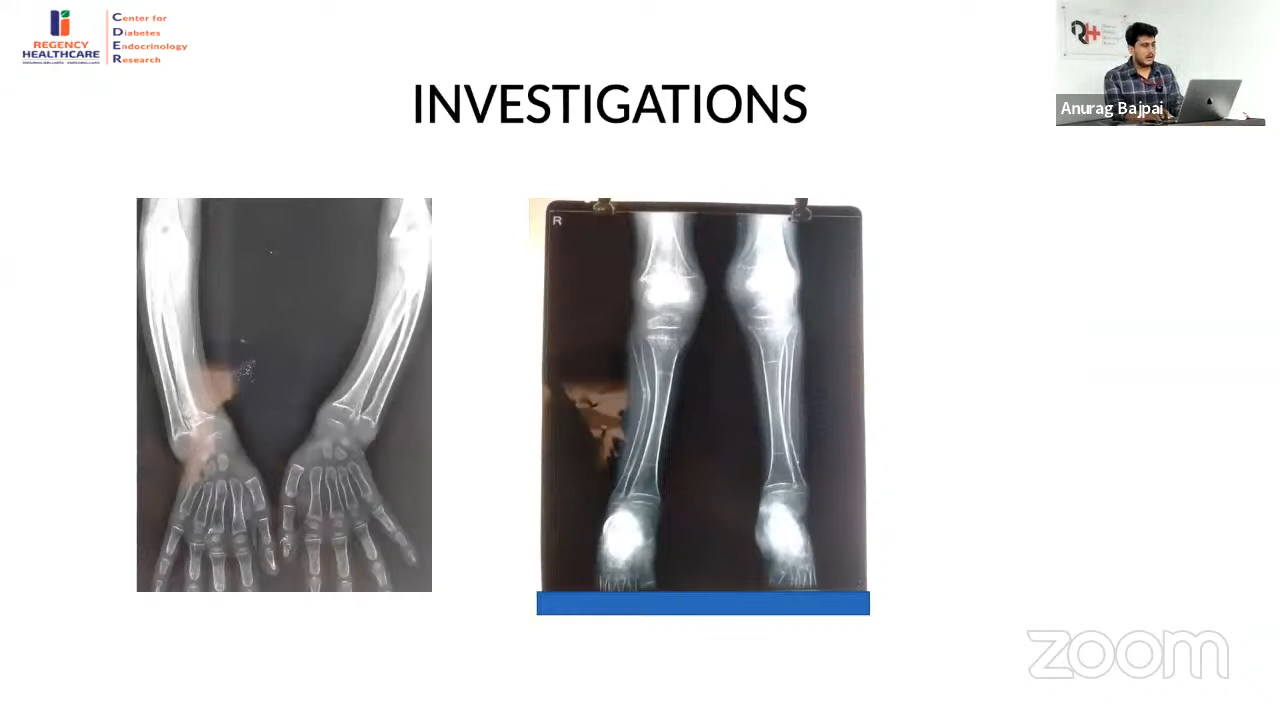 REGENCY
HEALTHCARE
Center for
Diabetes
Endocrinology
Research
INVESTIGATIONS
Anurag Bajpai
R
zoom